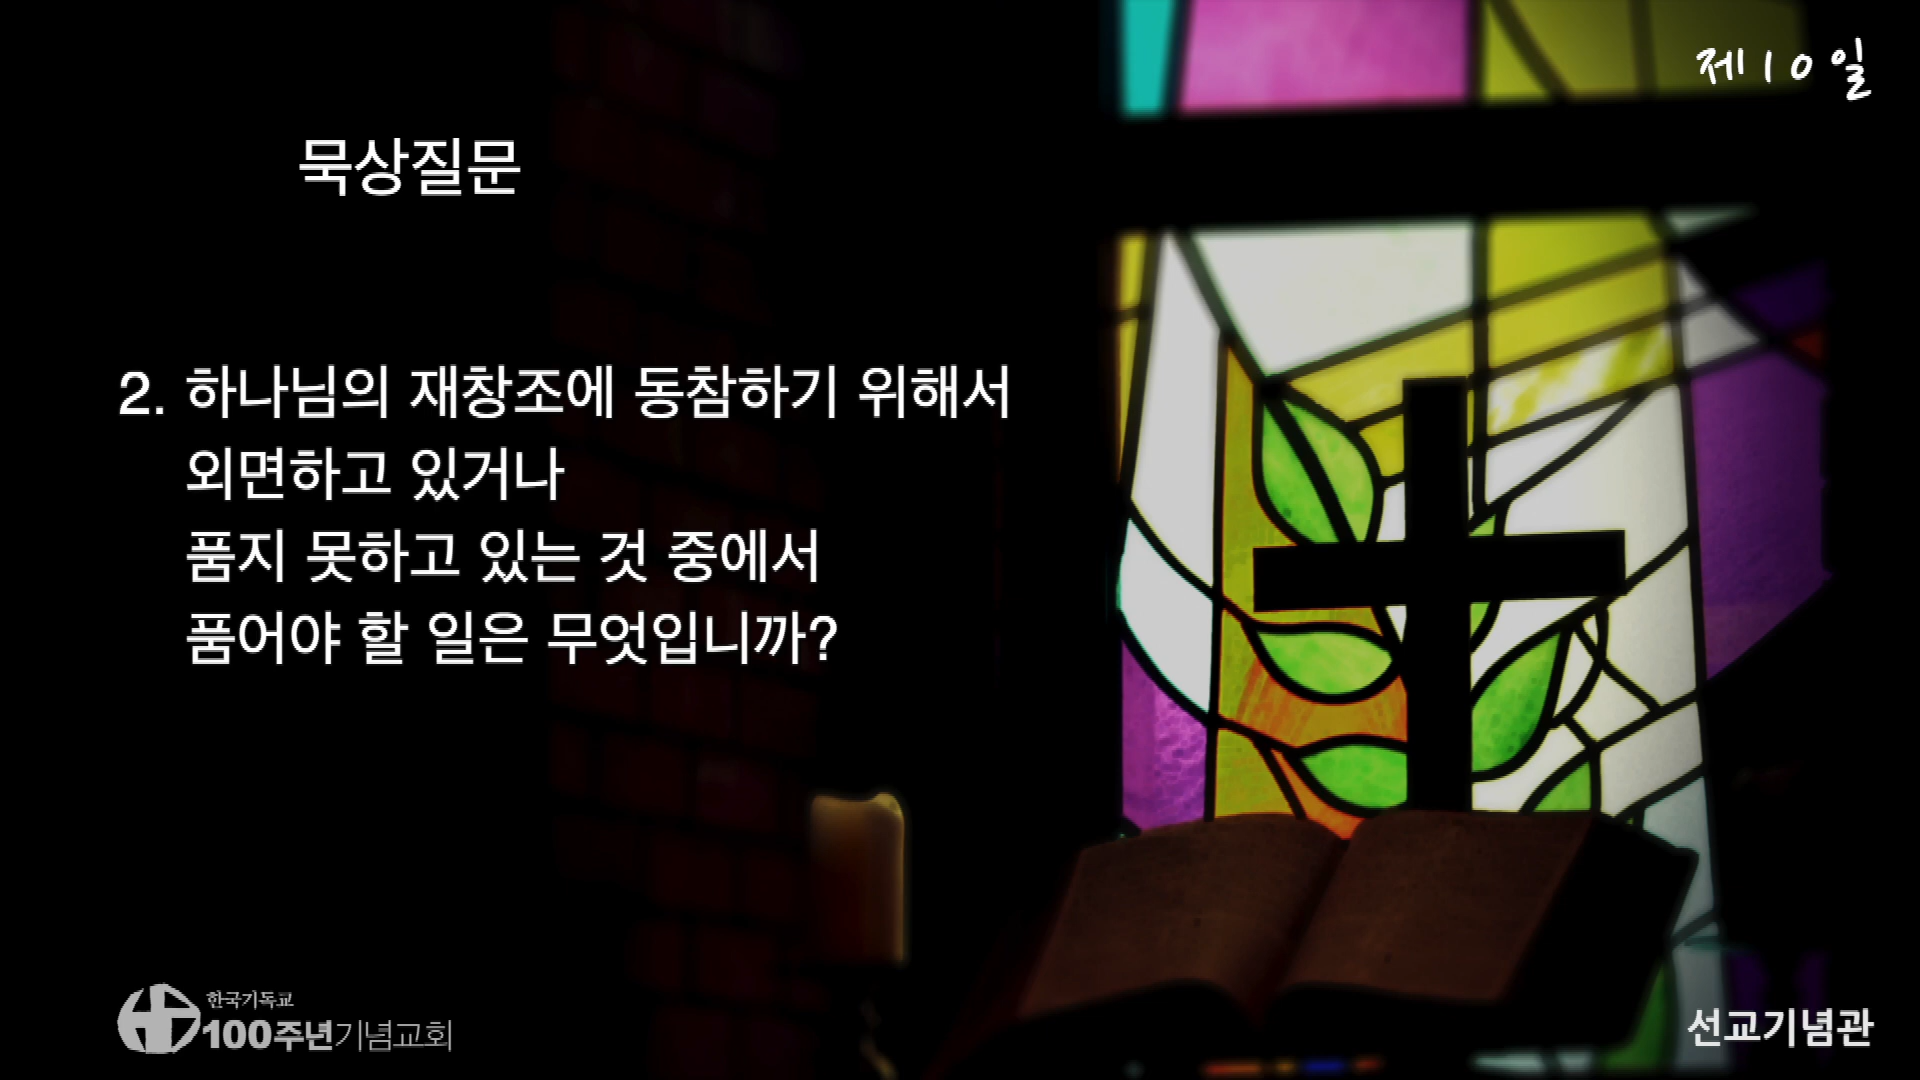 제10일
묵상질문
2. 하나님의 재창조에 동참하기 위해서
외면하고 있거나
품지 못하고 있는 것 중에서
품어야 할 일은 무엇입니까?
한국기독교
100주년기념교회
선교기념관